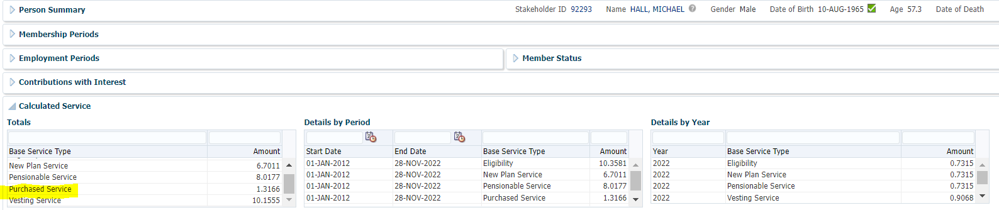 Person Summary Stakeholder ID 92293 Name HALL, MICHAEL Gender Male Date of Birth 10-AUG-1965 Age 57.3 Date of Death
Membership Periods
Employment Periods Member Status
Contributions with Interest
Calculated Service
Totals Details by Period Details by Year
Base Service Type Amount Start Date End Date Base Service Type Amount Year Base Service Type Amount
New Plan Service 6.7011 01-JAN-2012 28-NOV-2022 Eligibility 10.3581 2022 Eligibility 0.7315
Pensionable Service 8.0177 01-JAN-2012 28-NOV-2022 New Plan Service 6.7011 2022 New Plan Service 0.7315
Purchased Service 1.3166 01-JAN-2012 28-NOV-2022 Pensionable Service 8.0177 2022 Pensionable Service 0.7315
Vesting Service 10.1555 01-JAN-2012 28-NOV-2022 Purchased Service 1.3166 2022 Vesting Service 0.9068